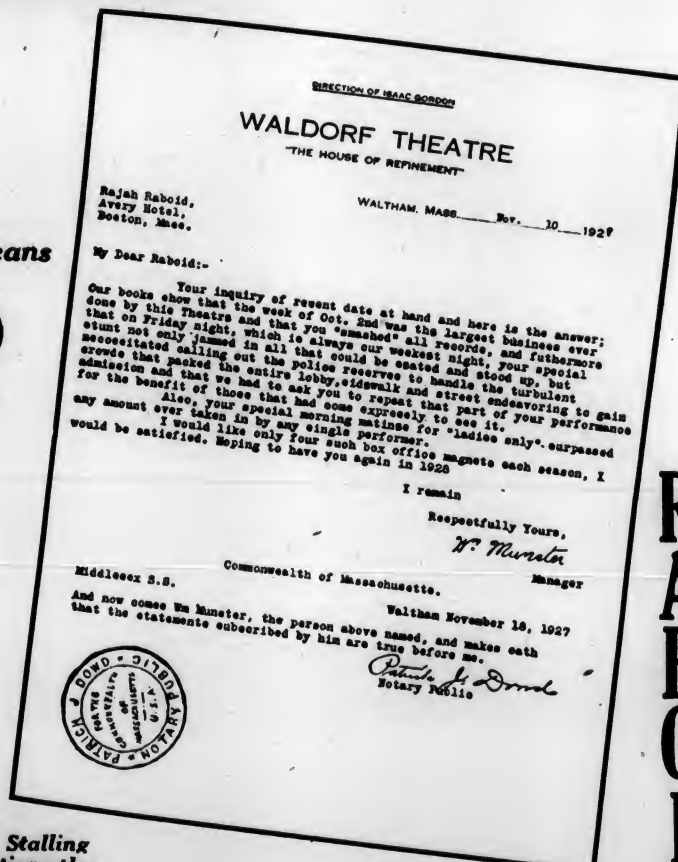 DIRECTION OF ISAAC GORDON
WALDORF THEATRE
"THE HOUSE OF REFINEMENT"
WALTHAM, MASS. Nov. 10 192
Rajah Raboid,
Avery Hotel,
Boston, Mass.
My Dear Raboid:-
Your inquiry of recent date at hand and here is the answer;
Our books show that the week of Oct. 2nd was the largest business ever
done by this Theatre and that you "smashed" all records, and futhermore
that on Friday night, which is always our weekest night, your special
stunt not only jammed in all that could be seated and stood up, but
neccessitated calling out the police reserves to handle the turbulent
crowds that packed the entire lobby, sidewalk and street endeavoring to gain
admission and that we had to ask you to repeat that part of your performance
for the benefit of those that had come expressly to see it.
Also, your special morning matinse for "ladies only" surpassed
any amount ever taken in by any single performer.
I would like only four such box office magnets each season, I
would be satisfied. Hoping to have you again in 1928
I remain
Respectfully Yours,
Wm Munster
Manager
Commonwealth of Massachusetts.
Middlesex S.S.
Waltham November 18, 1927
And now comes Wm Munster, the person above named, and makes oath
that the statements subscribed by him are true before me.
Patrick J. Dowd
Notary Public
PATRICK J DOWD • NOTARY PUBLIC
FOR THE
COMMONWEALTH
OF
MASSACHUSETTS
U.S.A.
eans
Stalling